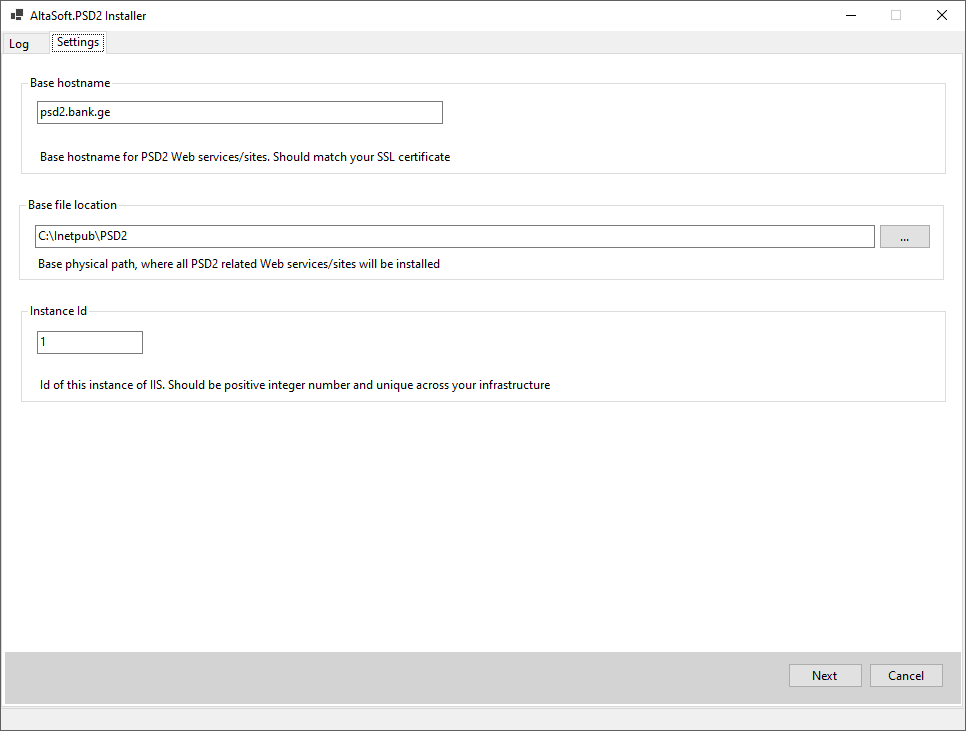 AltaSoft.PSD2 Installer
Log
Settings
Base hostname
psd2.bank.ge
Base hostname for PSD2 Web services/sites. Should match your SSL certificate
Base file location
C:\Inetpub\PSD2
...
Base physical path, where all PSD2 related Web services/sites will be installed
Instance Id
1
Id of this instance of IIS. Should be positive integer number and unique across your infrastructure
Next
Cancel